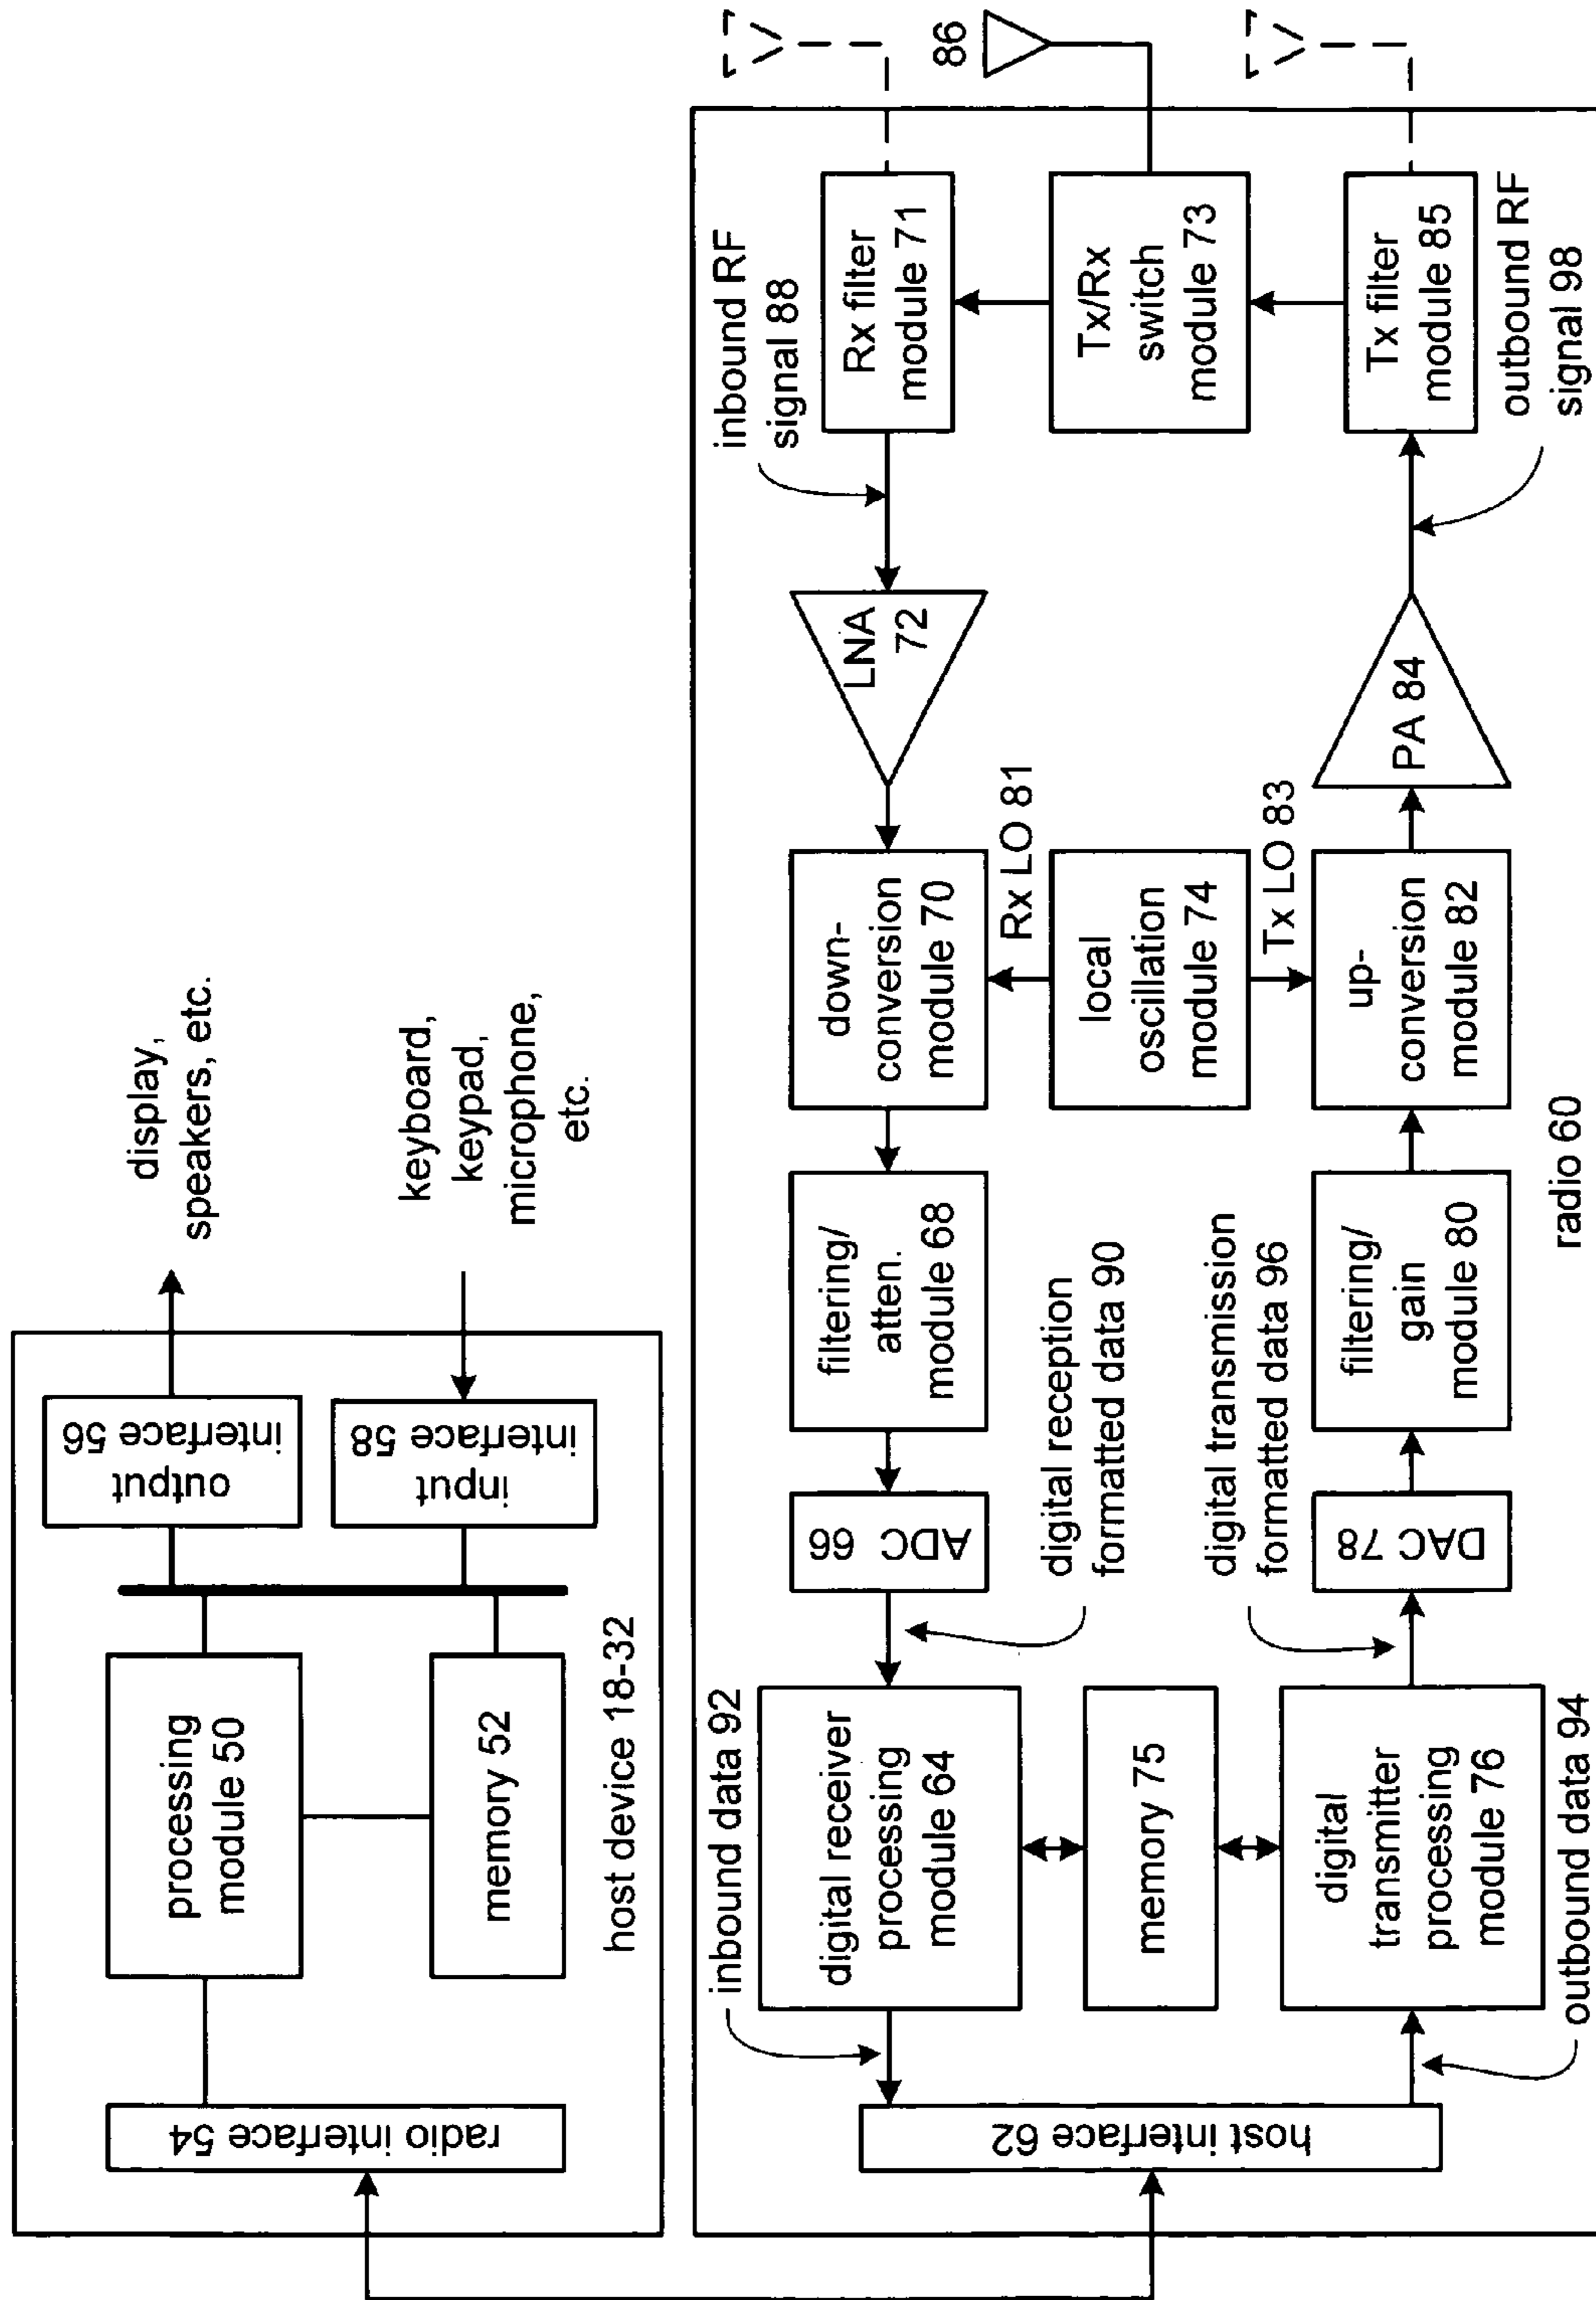 display,
speakers, etc.
keyboard,
keypad,
microphone,
etc.
output
interface 56
input
interface 58
processing
module 50
memory 52
radio interface 54
host device 18-32
86
inbound RF
signal 88
Rx filter
module 71
Tx/Rx
switch
module 73
Tx filter
module 85
outbound RF
signal 98
LNA
72
PA 84
down-
conversion
module 70
Rx LO 81
local
oscillation
module 74
Tx LO 83
up-
conversion
module 82
filtering/
atten.
module 68
filtering/
gain
module 80
radio 60
ADC 66
DAC 78
digital reception
formatted data 90
digital transmission
formatted data 96
inbound data 92
digital receiver
processing
module 64
memory 75
digital
transmitter
processing
module 76
outbound data 94
host interface 62